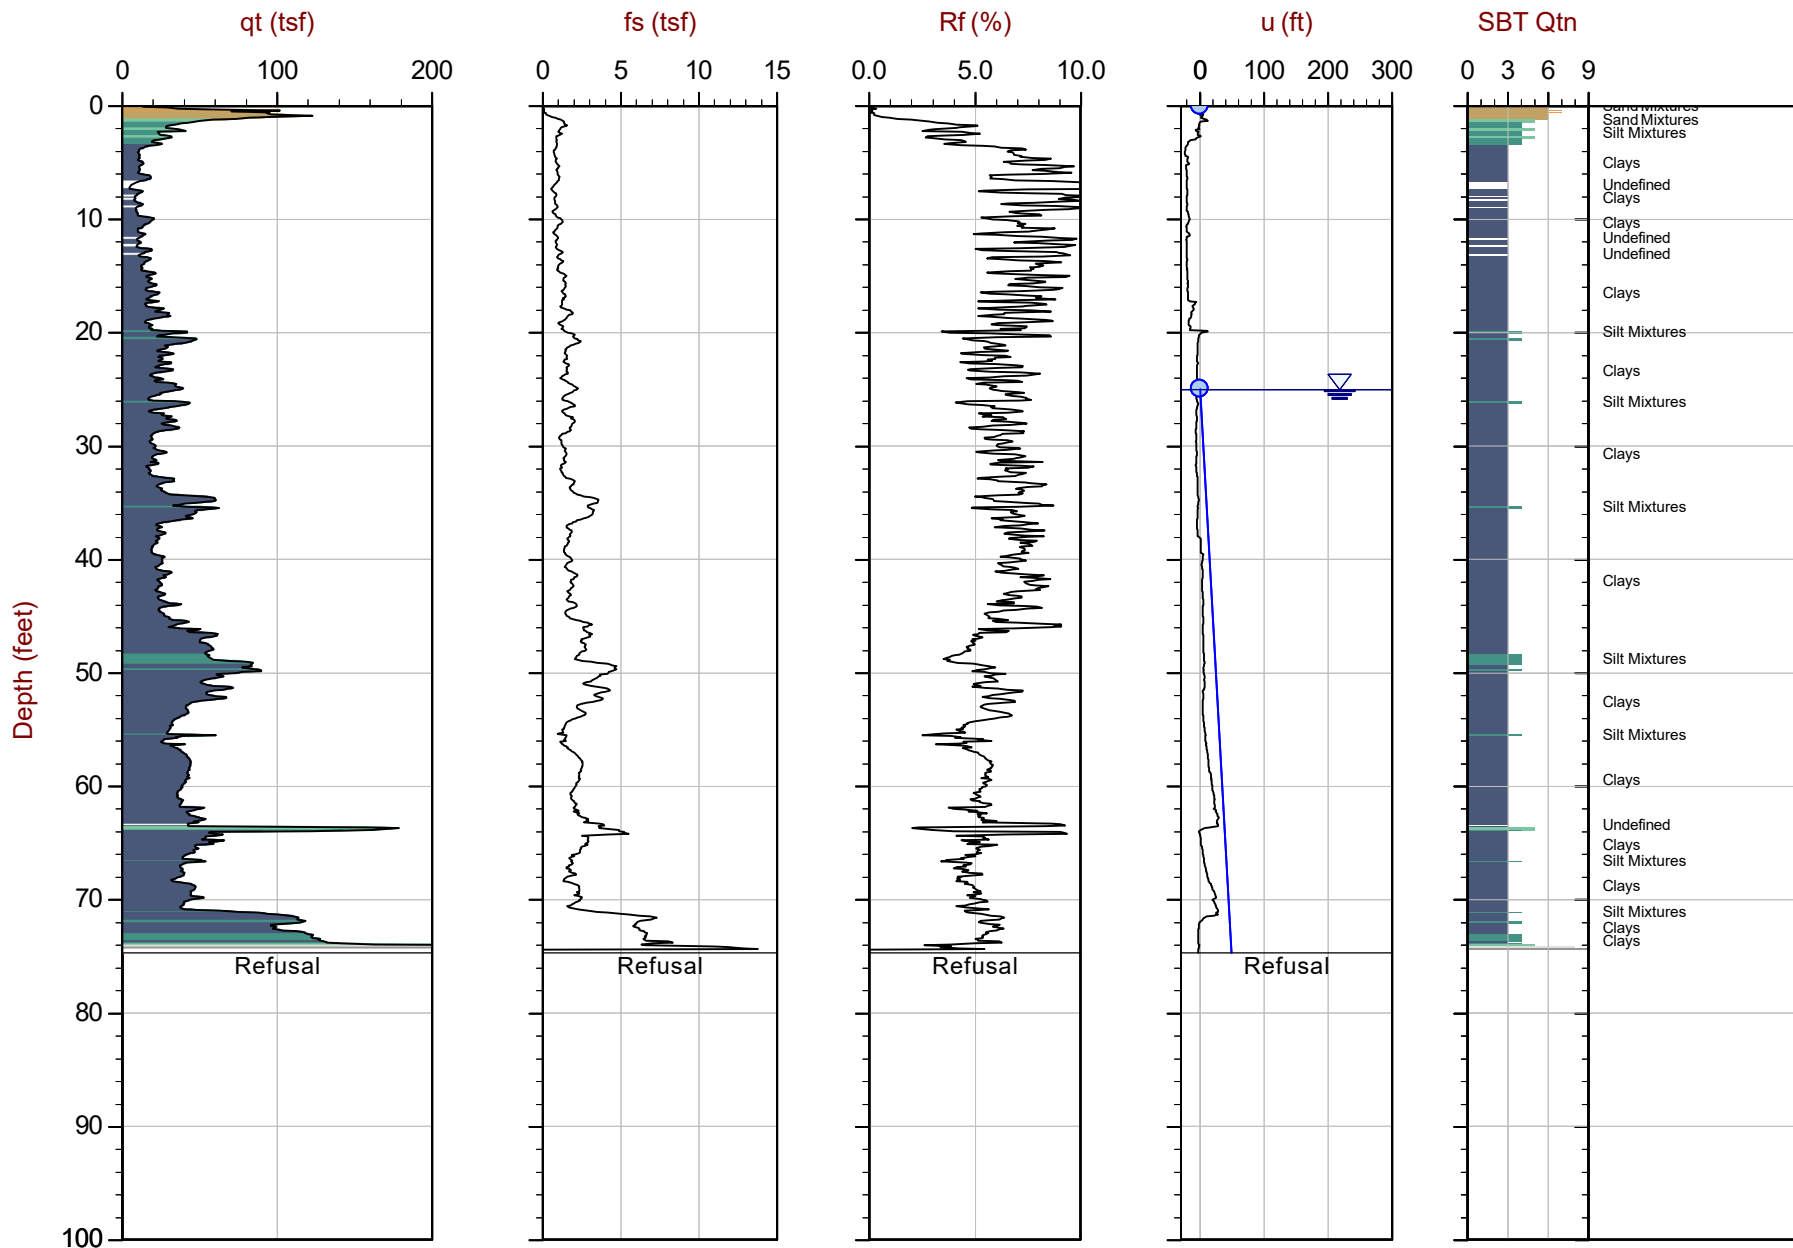 qt (tsf) fs (tsf) Rf (%) u (ft) SBT Qtn
0 100 200 0 5 10 15 0.0 5.0 10.0 0 100 200 300 0 3 6 9
0
Sand Mixtures
Sand Mixtures
Silt Mixtures
Clays
Undefined
Clays
10
Clays
Undefined
Undefined
Clays
20
Silt Mixtures
Clays
Silt Mixtures
30
Clays
Silt Mixtures
40
Clays
Silt Mixtures
50
Clays
Depth (feet)
Silt Mixtures
60
Clays
Undefined
Clays
Silt Mixtures
Clays
70
Silt Mixtures
Clays
Clays
Refusal Refusal Refusal Refusal
80
90
100